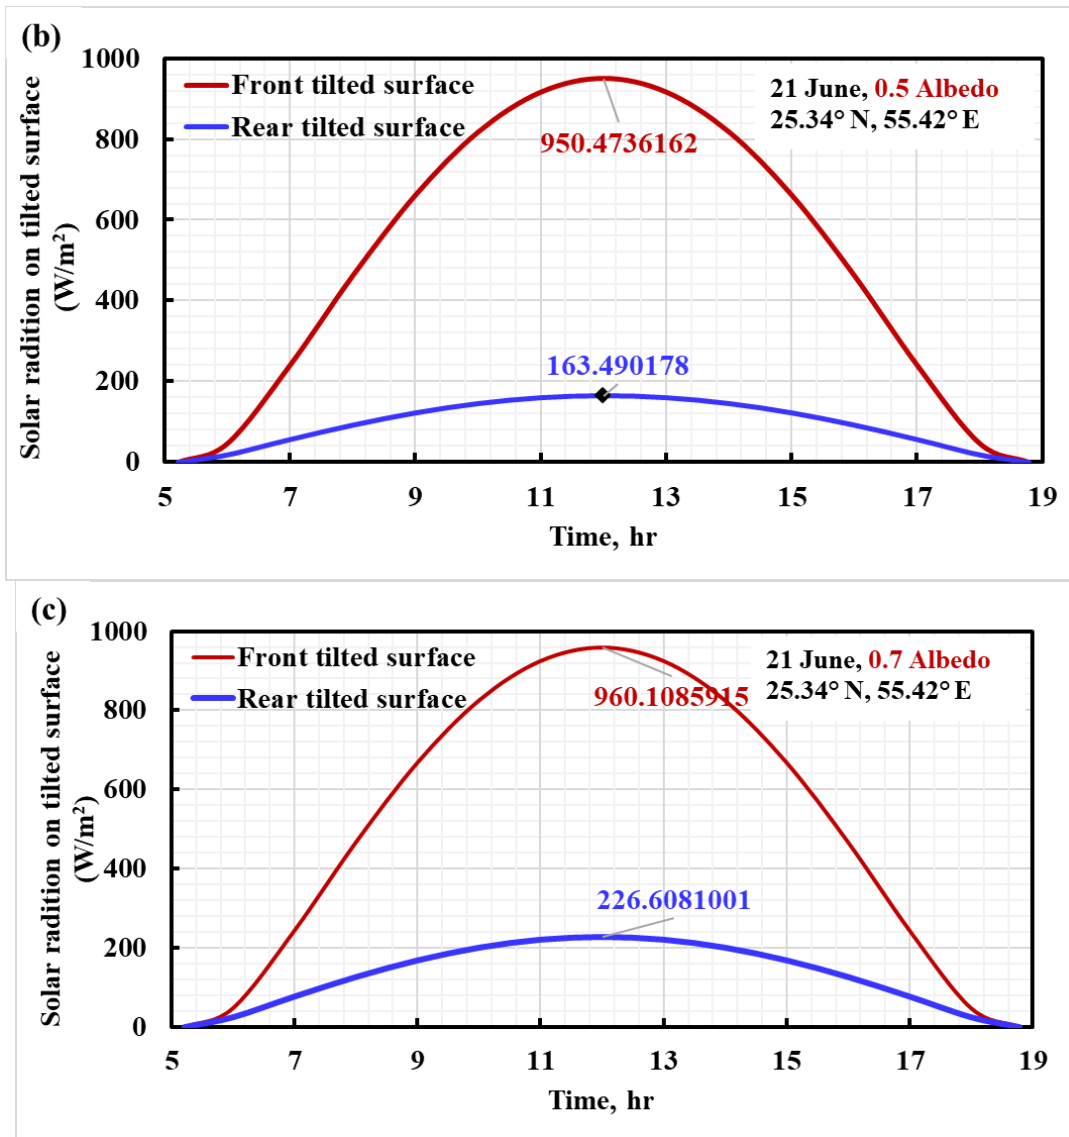 (b)
1000
800
600
400
200
0
Solar radition on tilted surface
(W/m²)
Front tilted surface
Rear tilted surface
21 June, 0.5 Albedo
25.34° N, 55.42° E
950.4736162
163.490178
5 7 9 11 13 15 17 19
Time, hr
(c)
1000
800
600
400
200
0
Solar radition on tilted surface
(W/m²)
Front tilted surface
Rear tilted surface
21 June, 0.7 Albedo
25.34° N, 55.42° E
960.1085915
226.6081001
5 7 9 11 13 15 17 19
Time, hr